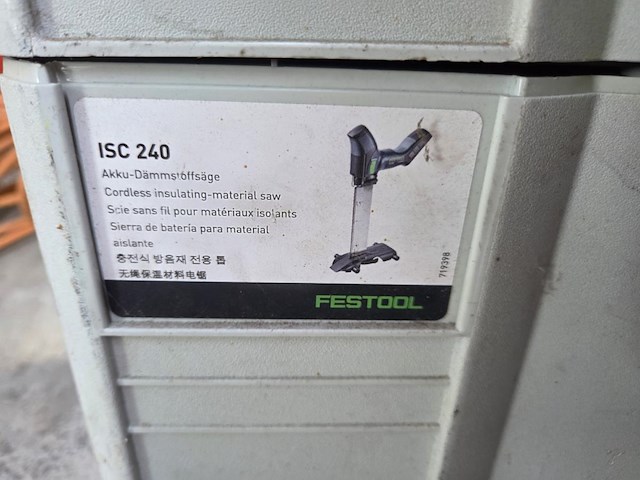 ISC 240
Akku-Dämmstoffsäge
Cordless insulating-material saw
Scie sans fil pour matériaux isolants
Sierra de batería para material
aislante
충전식 방음재 전용 톱
无绳保温材料电锯
719398
FESTOOL